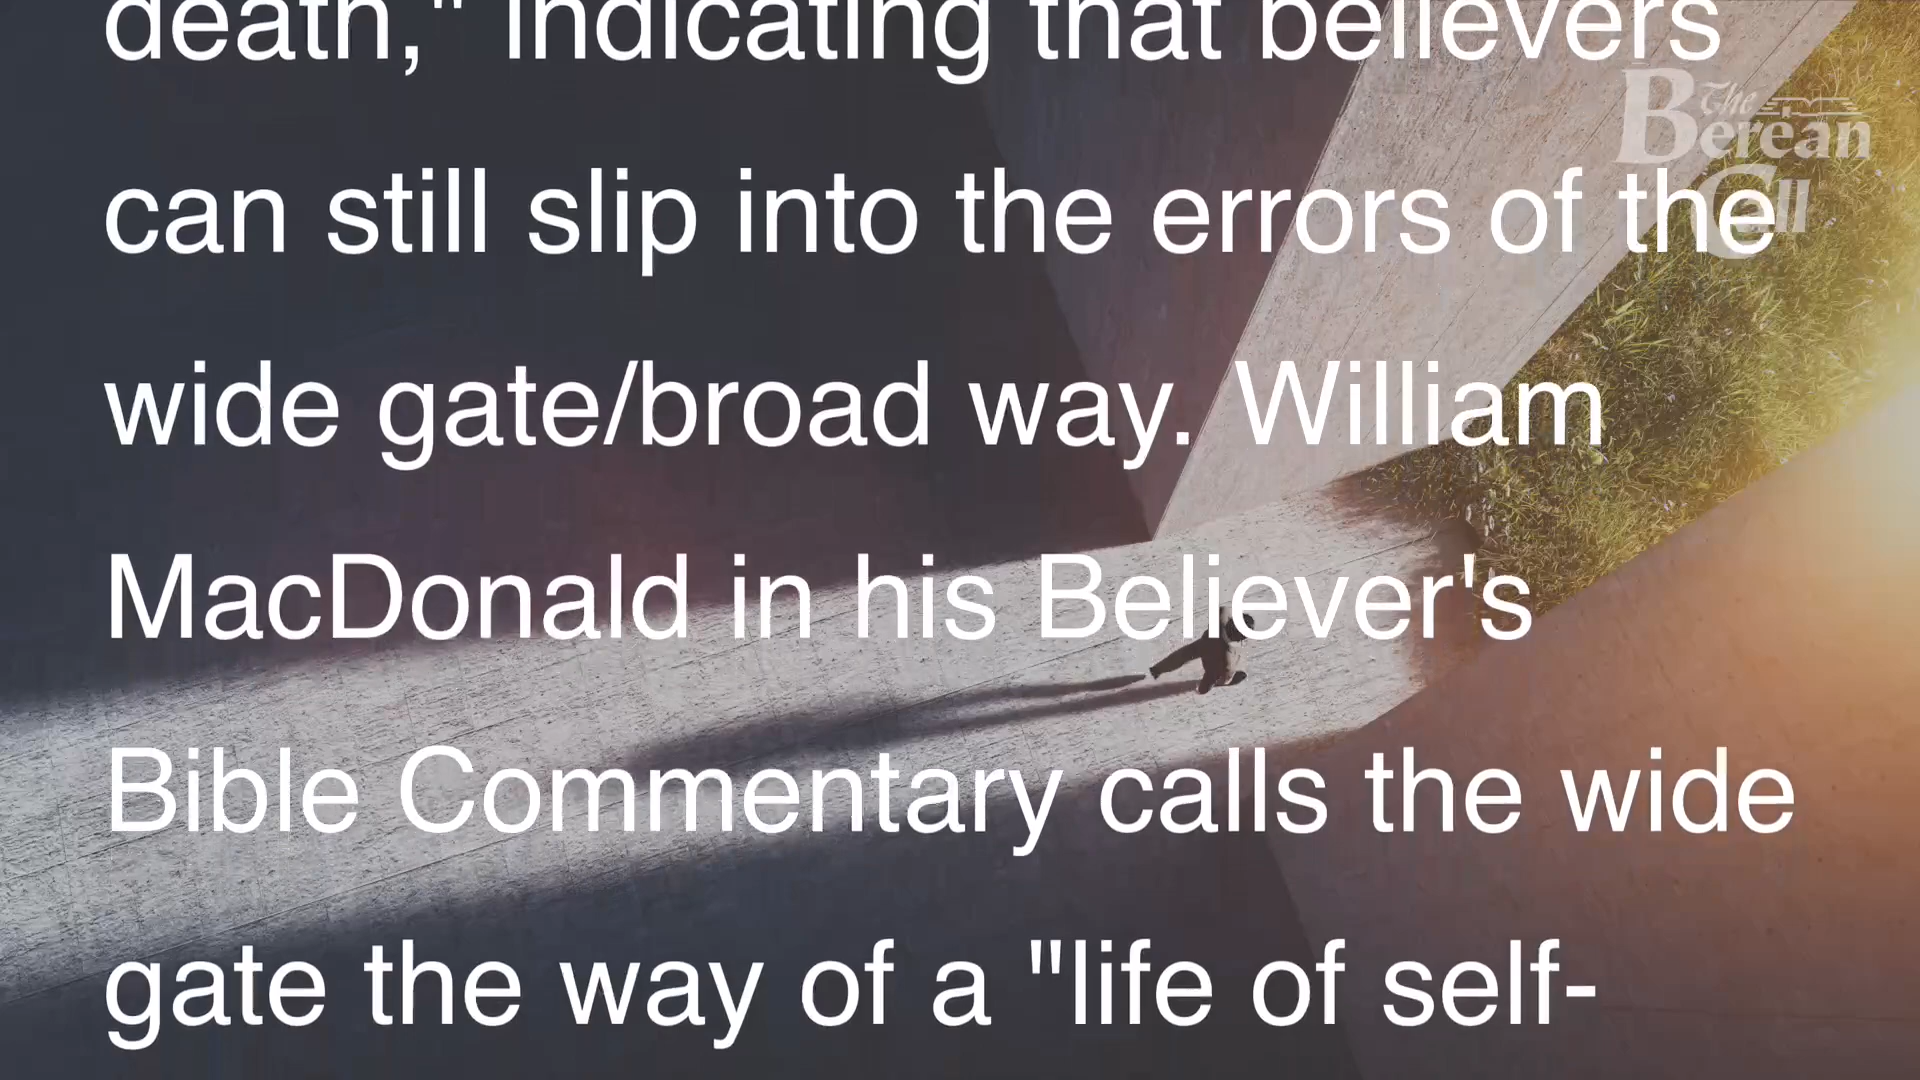 death," indicating that believers
The Berean Call
can still slip into the errors of the
wide gate/broad way. William
MacDonald in his Believer's
Bible Commentary calls the wide
gate the way of a "life of self-